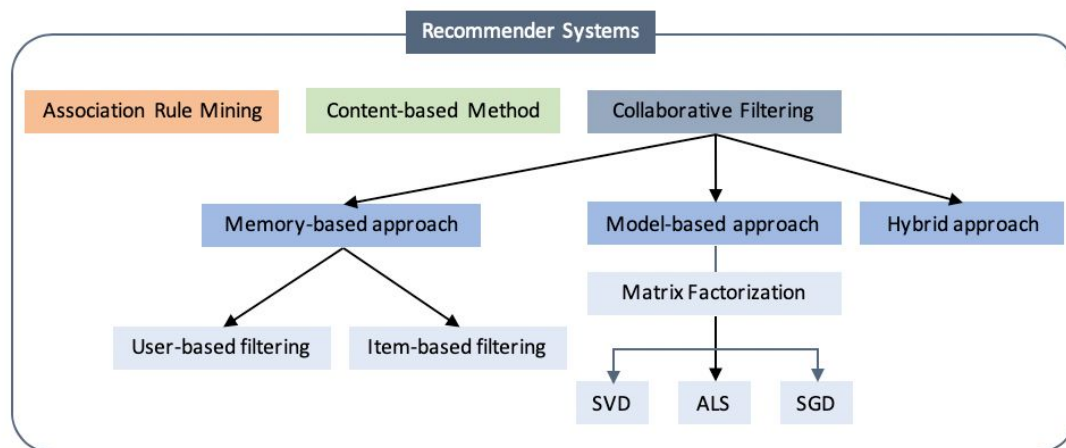 Recommender Systems
Association Rule Mining
Content-based Method
Collaborative Filtering
Memory-based approach
Model-based approach
Hybrid approach
Matrix Factorization
User-based filtering
Item-based filtering
SVD
ALS
SGD